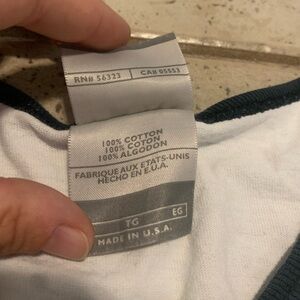 RN# 56323 CA# 05553
100% COTTON
100% COTON
100% ALGODON
FABRIQUE AUX ETATS-UNIS
HECHO EN E.U.A.
TG EG
MADE IN U.S.A.